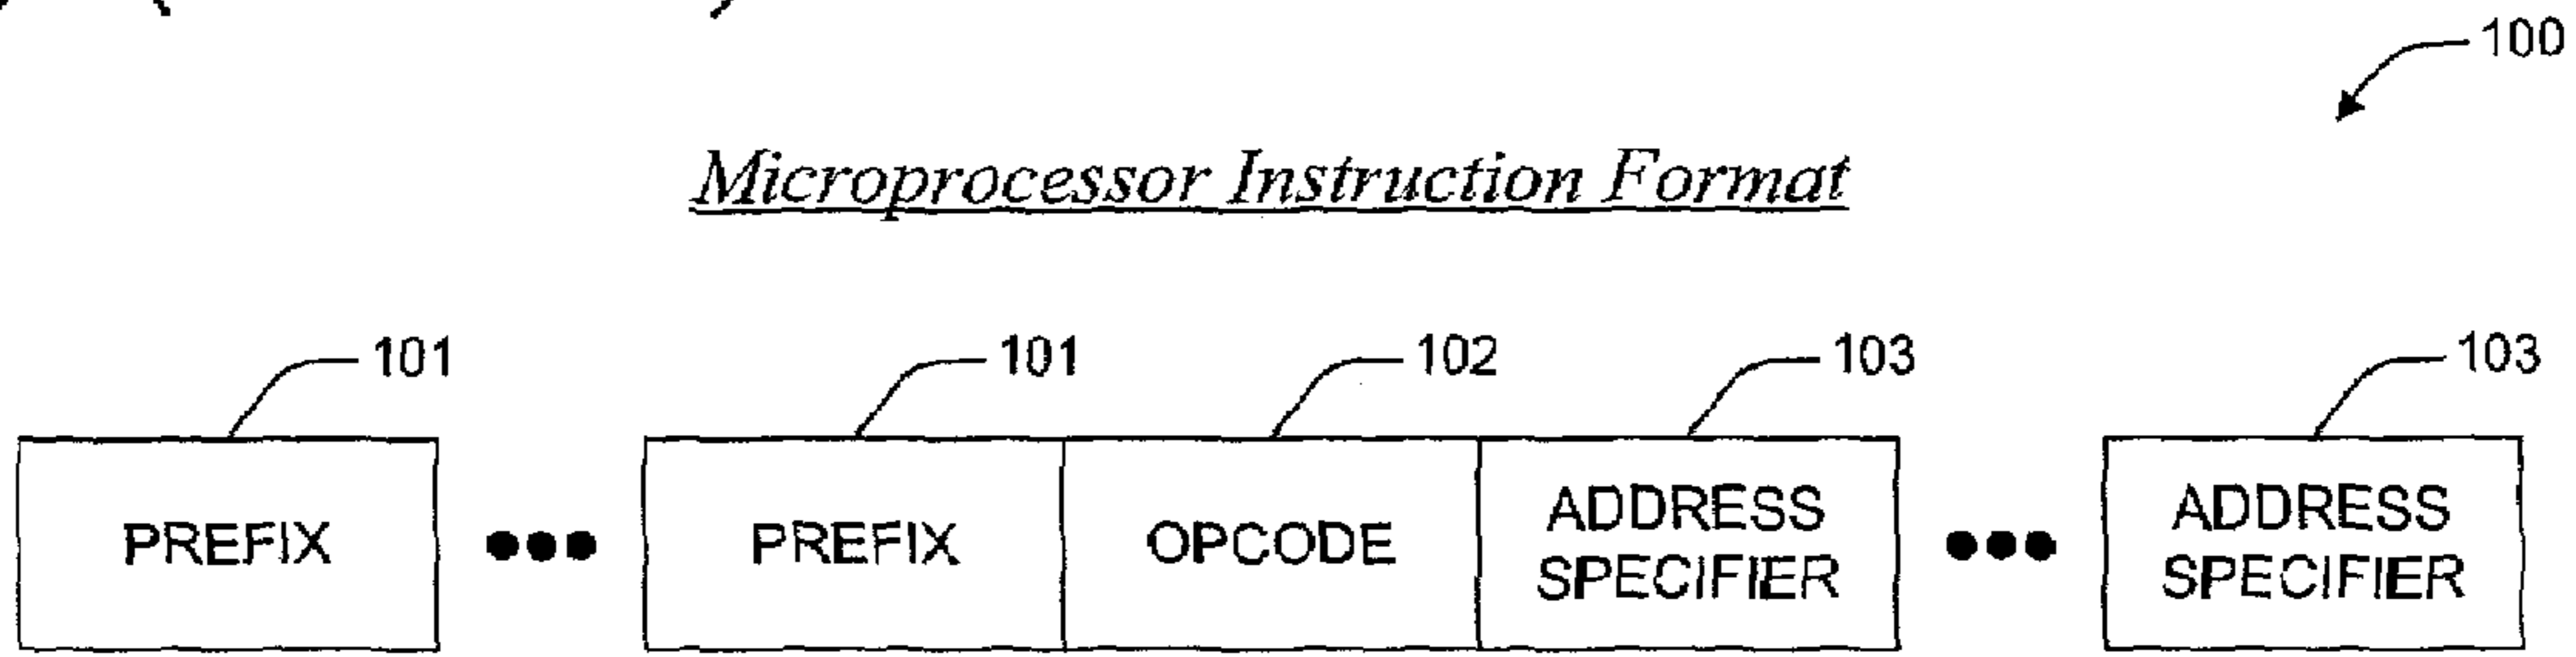 100
Microprocessor Instruction Format
101 101 102 103 103
PREFIX ●●● PREFIX OPCODE ADDRESS SPECIFIER ●●● ADDRESS SPECIFIER